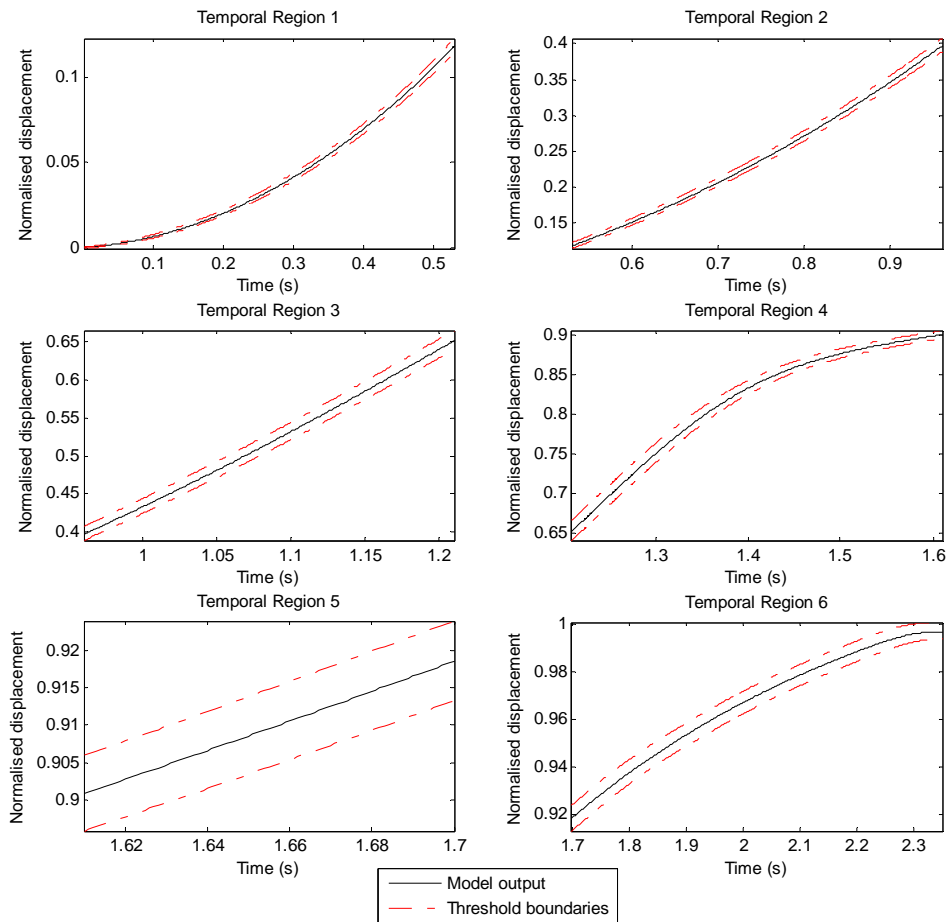 Temporal Region 1
Normalised displacement
0.1
0.05
0
0.1 0.2 0.3 0.4 0.5
Time (s)
Temporal Region 2
Normalised displacement
0.4
0.35
0.3
0.25
0.2
0.15
0.6 0.7 0.8 0.9
Time (s)
Temporal Region 3
Normalised displacement
0.65
0.6
0.55
0.5
0.45
0.4
1 1.05 1.1 1.15 1.2
Time (s)
Temporal Region 4
Normalised displacement
0.9
0.85
0.8
0.75
0.7
0.65
1.3 1.4 1.5 1.6
Time (s)
Temporal Region 5
Normalised displacement
0.92
0.915
0.91
0.905
0.9
1.62 1.64 1.66 1.68 1.7
Time (s)
Temporal Region 6
Normalised displacement
1
0.98
0.96
0.94
0.92
1.7 1.8 1.9 2 2.1 2.2 2.3
Time (s)
Model output
Threshold boundaries